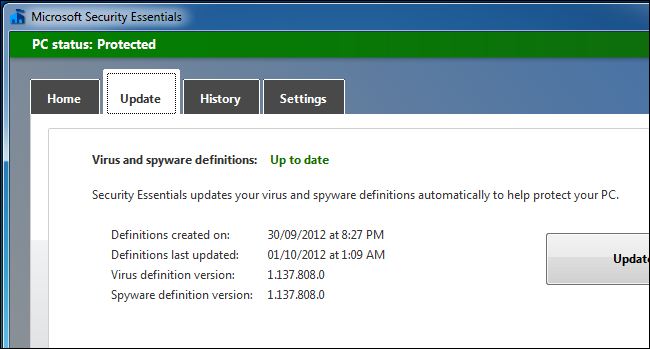 Microsoft Security Essentials
PC status: Protected
Home Update History Settings
Virus and spyware definitions: Up to date
Security Essentials updates your virus and spyware definitions automatically to help protect your PC.
Definitions created on: 30/09/2012 at 8:27 PM
Definitions last updated: 01/10/2012 at 1:09 AM
Update
Virus definition version: 1.137.808.0
Spyware definition version: 1.137.808.0